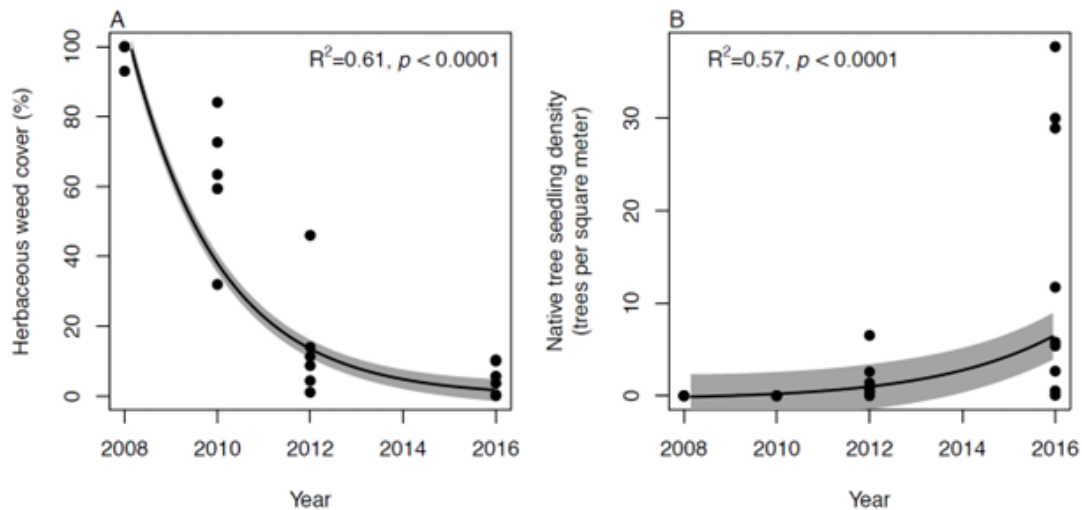 A
R²=0.61, p < 0.0001
Herbaceous weed cover (%)
100
80
60
40
20
0
2008 2010 2012 2014 2016
Year
B
R²=0.57, p < 0.0001
Native tree seedling density
(trees per square meter)
30
20
10
0
2008 2010 2012 2014 2016
Year